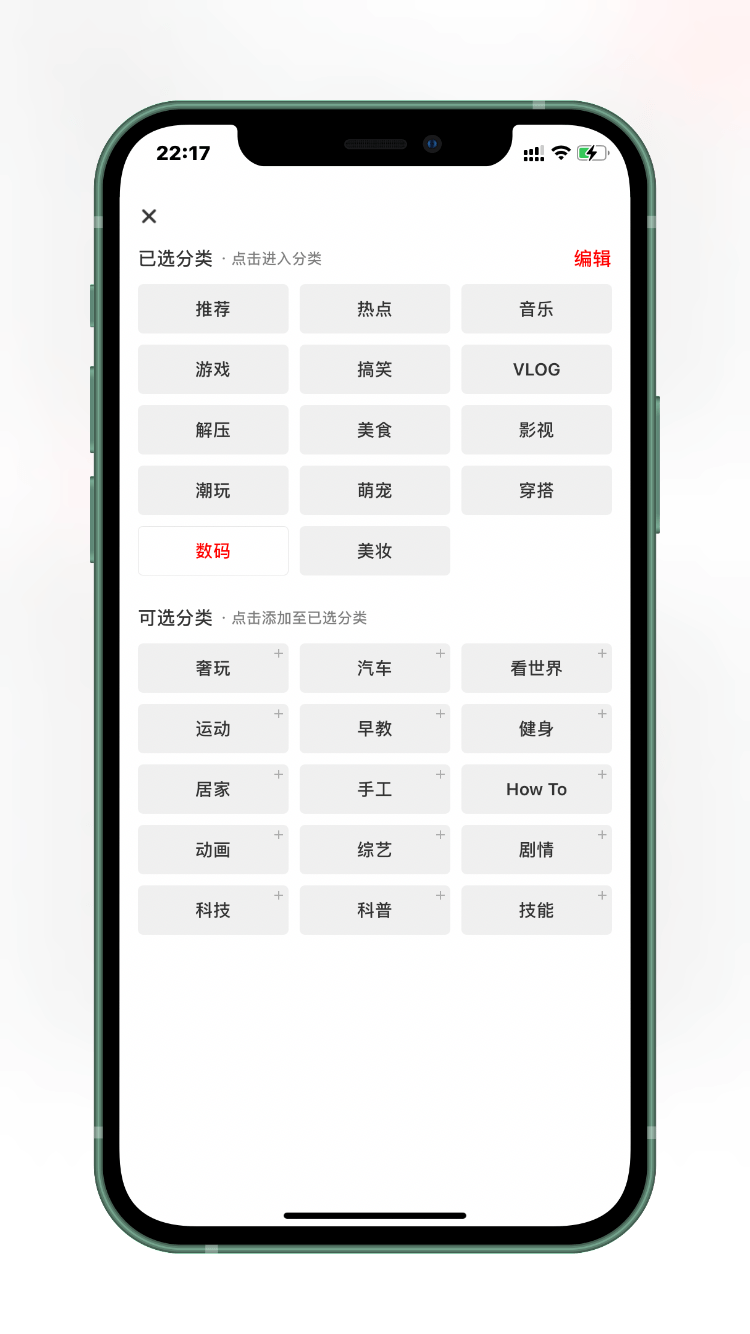 22:17
已选分类 · 点击进入分类 编辑
推荐 热点 音乐
游戏 搞笑 VLOG
解压 美食 影视
潮玩 萌宠 穿搭
数码 美妆
可选分类 · 点击添加至已选分类
奢玩 汽车 看世界
运动 早教 健身
居家 手工 How To
动画 综艺 剧情
科技 科普 技能